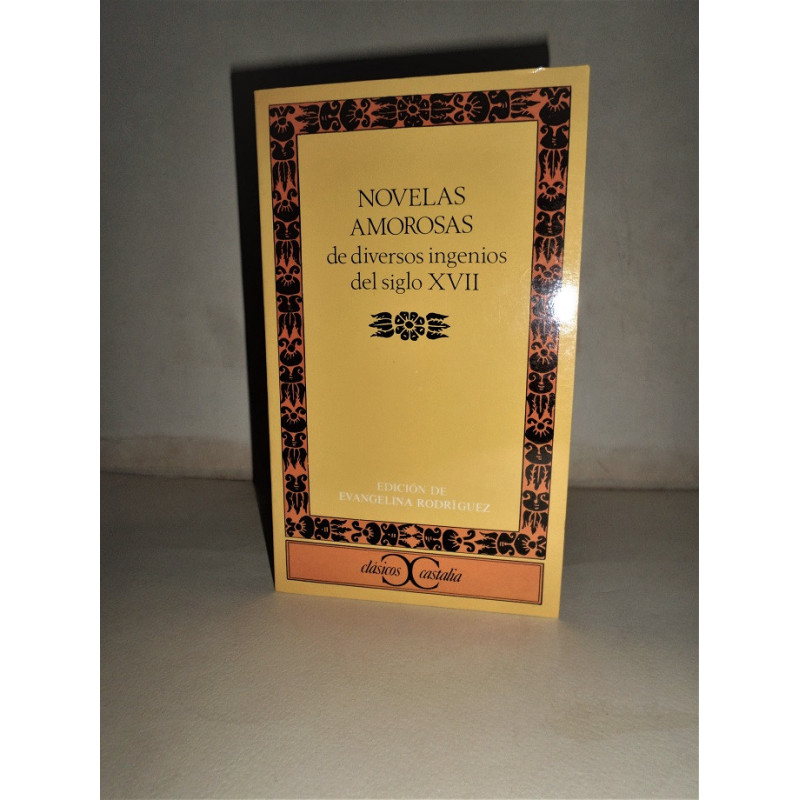 NOVELAS
AMOROSAS
de diversos ingenios
del siglo XVII
EDICIÓN DE
EVANGELINA RODRÍGUEZ
clásicos castalia